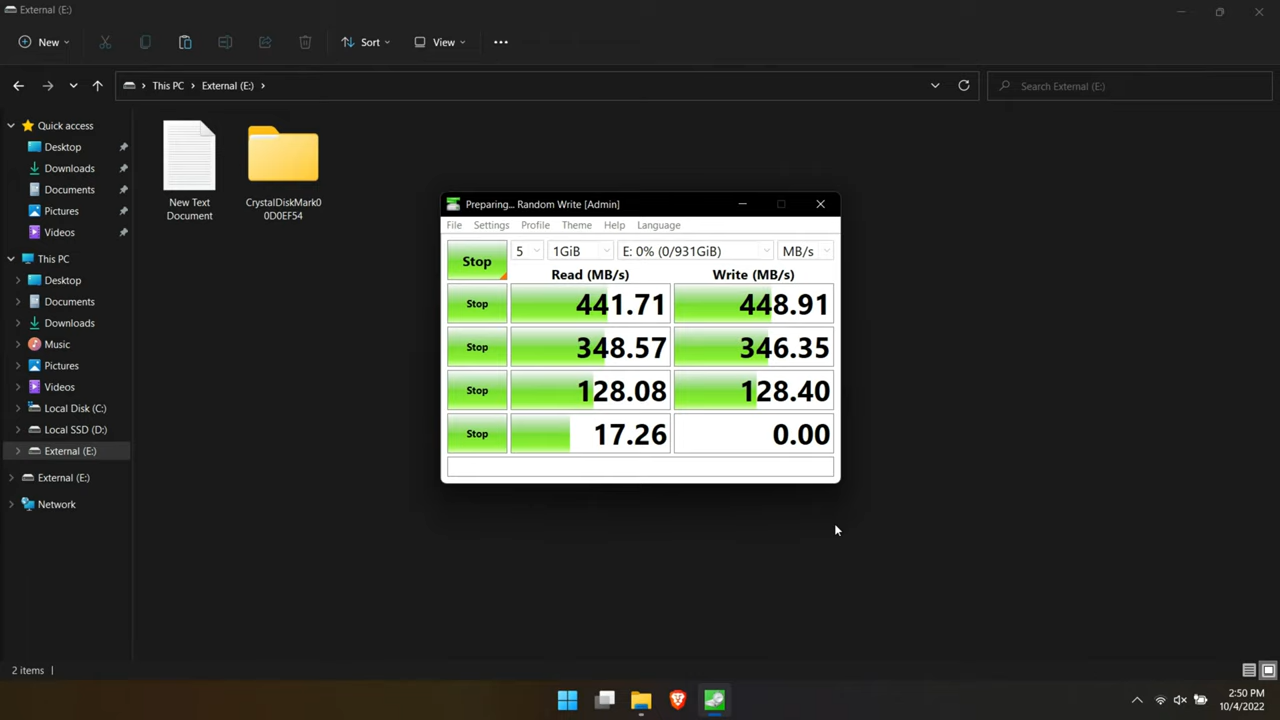 External (E:)
New
Sort
View
This PC
External (E:)
Search External (E:)
Quick access
Desktop
Downloads
Documents
Pictures
Videos
This PC
Desktop
Documents
Downloads
Music
Pictures
Videos
Local Disk (C:)
Local SSD (D:)
External (E:)
External (E:)
Network
New Text
Document
CrystalDiskMark0
0D0EF54
Preparing... Random Write [Admin]
File Settings Profile Theme Help Language
Stop
5
1GiB
E: 0% (0/931GiB)
MB/s
Read (MB/s)
Write (MB/s)
Stop 441.71 448.91
Stop 348.57 346.35
Stop 128.08 128.40
Stop 17.26 0.00
2 items
2:50 PM
10/4/2022